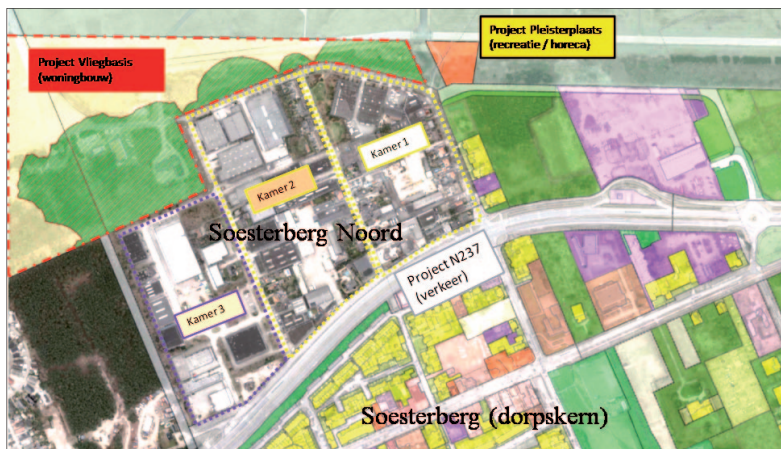 Project Vliegbasis
(woningbouw)
Project Pleisterplaats
(recreatie / horeca)
Kamer 1
Kamer 2
Soesterberg Noord
Project N237
(verkeer)
Kamer 3
Soesterberg (dorpskern)